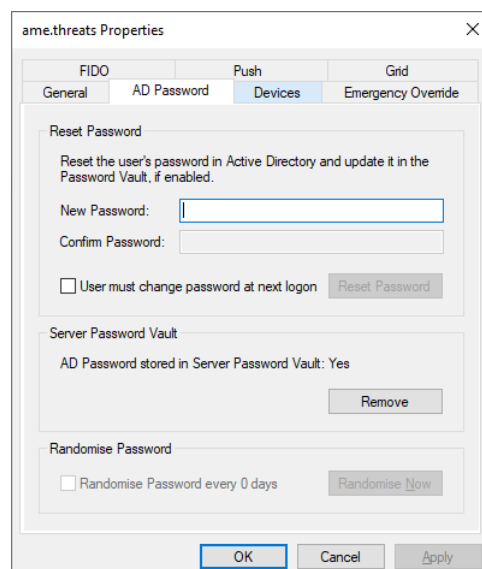 ame.threats Properties
FIDO Push Grid
General AD Password Devices Emergency Override
Reset Password
Reset the user's password in Active Directory and update it in the
Password Vault, if enabled.
New Password:
Confirm Password:
User must change password at next logon Reset Password
Server Password Vault
AD Password stored in Server Password Vault: Yes
Remove
Randomise Password
Randomise Password every 0 days Randomise Now
OK Cancel Apply